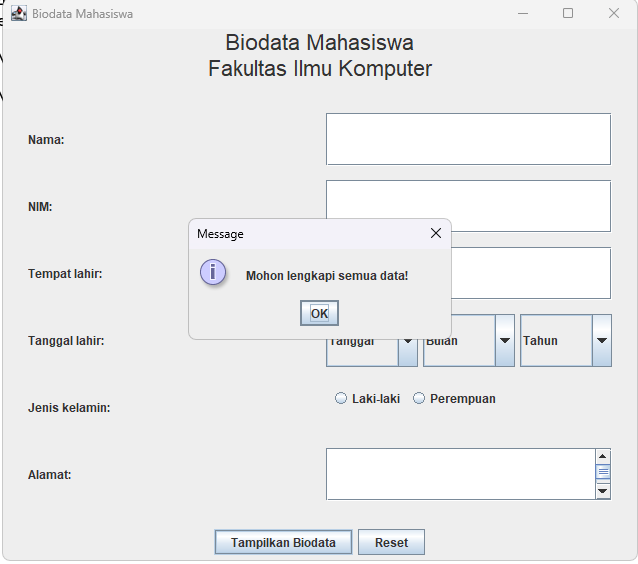 Biodata Mahasiswa
Biodata Mahasiswa
Fakultas Ilmu Komputer
Nama:
NIM:
Message
Mohon lengkapi semua data!
OK
Tempat lahir:
Tanggal lahir:
Tanggal Bulan Tahun
Jenis kelamin:
Laki-laki Perempuan
Alamat:
Tampilkan Biodata Reset